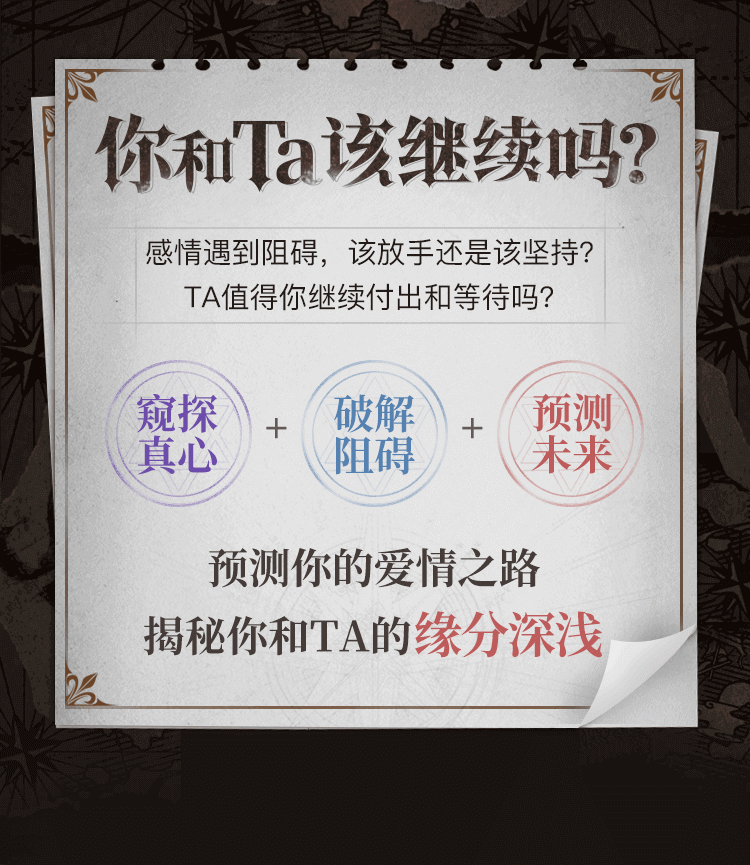 你和Ta该继续吗?
感情遇到阻碍，该放手还是该坚持?
TA值得你继续付出和等待吗?
窥探
真心
+
破解
阻碍
+
预测
未来
预测你的爱情之路
揭秘你和TA的缘分深浅